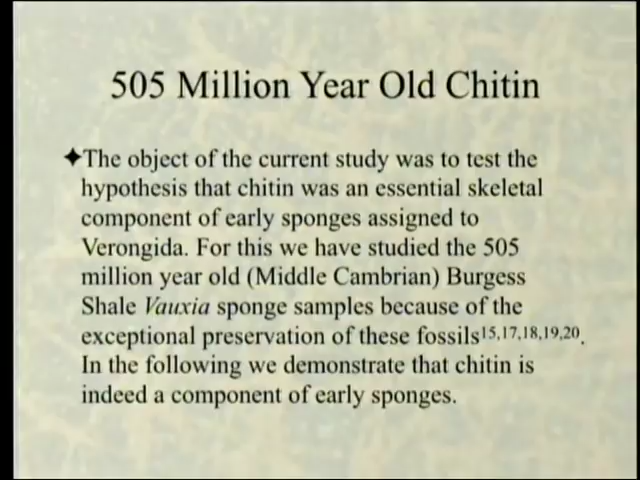 505 Million Year Old Chitin
✦The object of the current study was to test the
hypothesis that chitin was an essential skeletal
component of early sponges assigned to
Verongida. For this we have studied the 505
million year old (Middle Cambrian) Burgess
Shale Vauxia sponge samples because of the
exceptional preservation of these fossils15,17,18,19,20.
In the following we demonstrate that chitin is
indeed a component of early sponges.